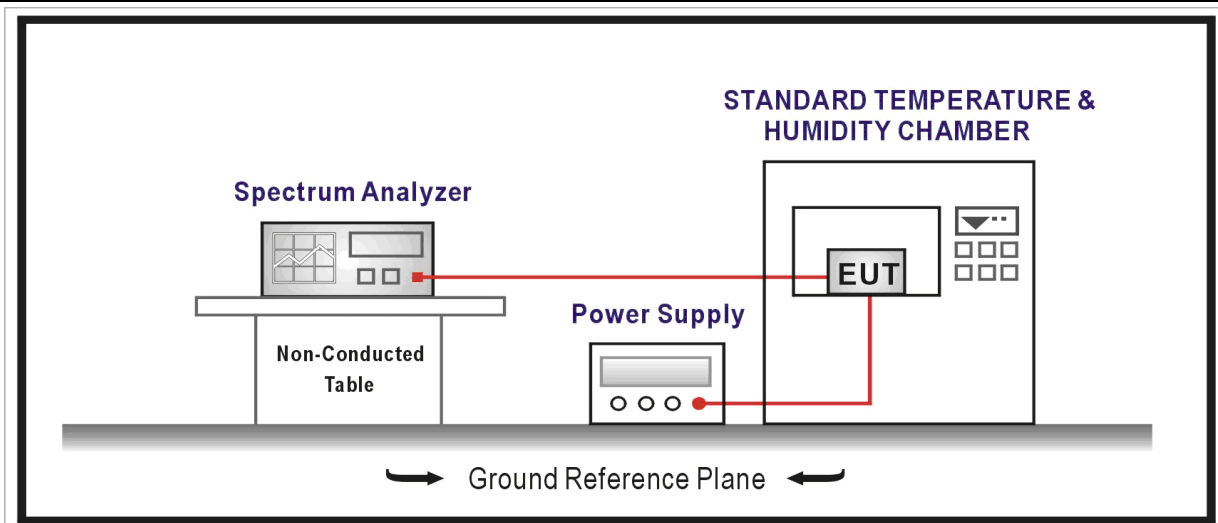 STANDARD TEMPERATURE &
HUMIDITY CHAMBER
Spectrum Analyzer
EUT
Power Supply
Non-Conducted
Table
Ground Reference Plane